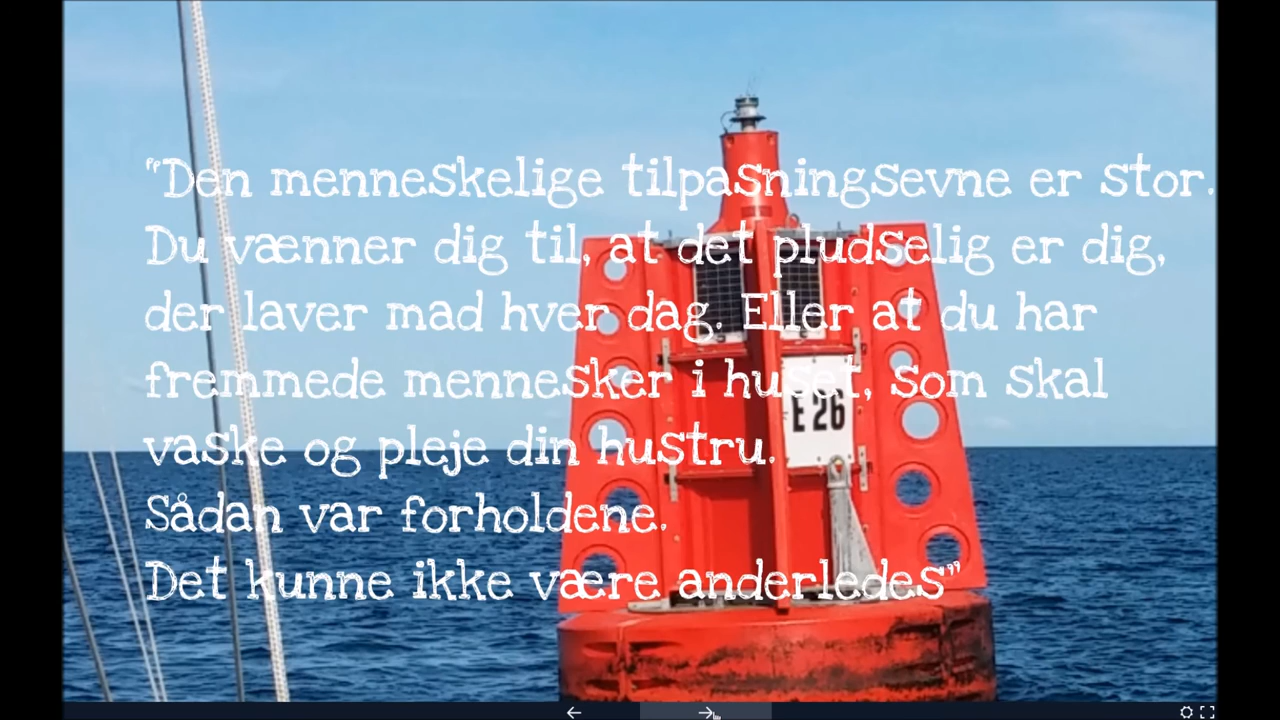 "Den menneskelige tilpasningsevne er stor.
Du vænner dig til, at det pludselig er dig,
der laver mad hver dag. Eller at du har
fremmede mennesker i huset, som skal
vaske og pleje din hustru.
Sådan var forholdene.
Det kunne ikke være anderledes"
E 26